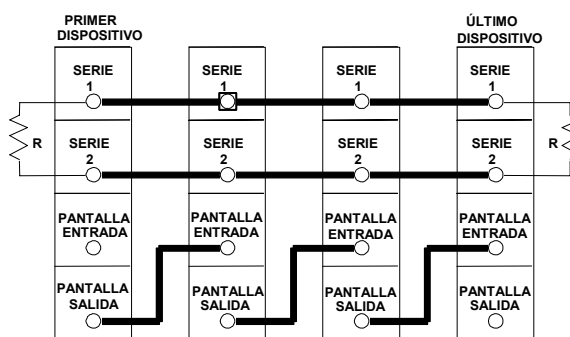 PRIMER
DISPOSITIVO
ÚLTIMO
DISPOSITIVO
SERIE
1
SERIE
1
SERIE
1
SERIE
1
R
R
SERIE
2
SERIE
2
SERIE
2
SERIE
2
PANTALLA
ENTRADA
PANTALLA
ENTRADA
PANTALLA
ENTRADA
PANTALLA
ENTRADA
PANTALLA
SALIDA
PANTALLA
SALIDA
PANTALLA
SALIDA
PANTALLA
SALIDA